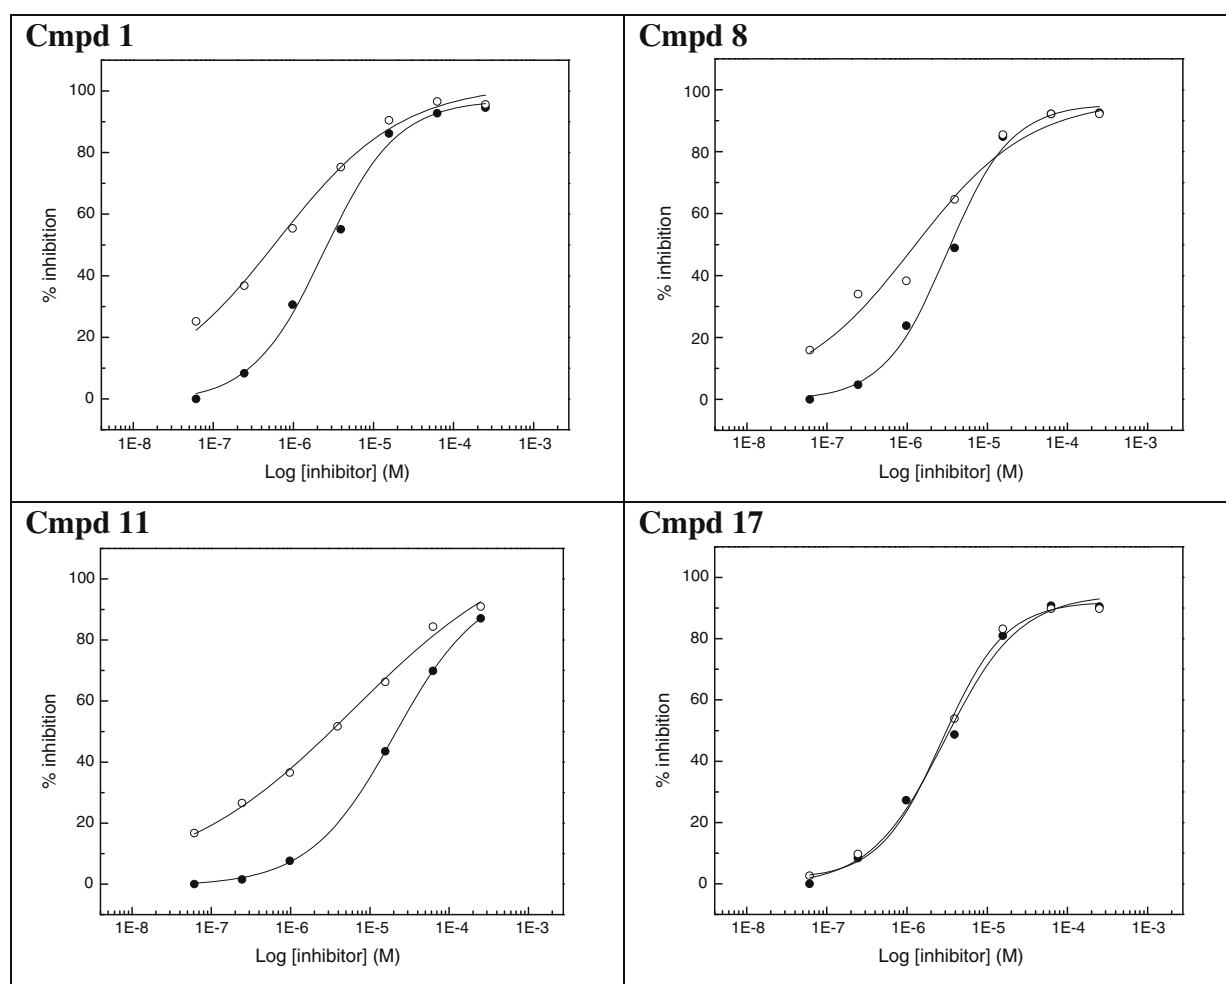 Cmpd 1
100
80
60
40
20
0
% inhibition
1E-8 1E-7 1E-6 1E-5 1E-4 1E-3
Log [inhibitor] (M)
Cmpd 8
100
80
60
40
20
0
% inhibition
1E-8 1E-7 1E-6 1E-5 1E-4 1E-3
Log [inhibitor] (M)
Cmpd 11
100
80
60
40
20
0
% inhibition
1E-8 1E-7 1E-6 1E-5 1E-4 1E-3
Log [inhibitor] (M)
Cmpd 17
100
80
60
40
20
0
% inhibition
1E-8 1E-7 1E-6 1E-5 1E-4 1E-3
Log [inhibitor] (M)